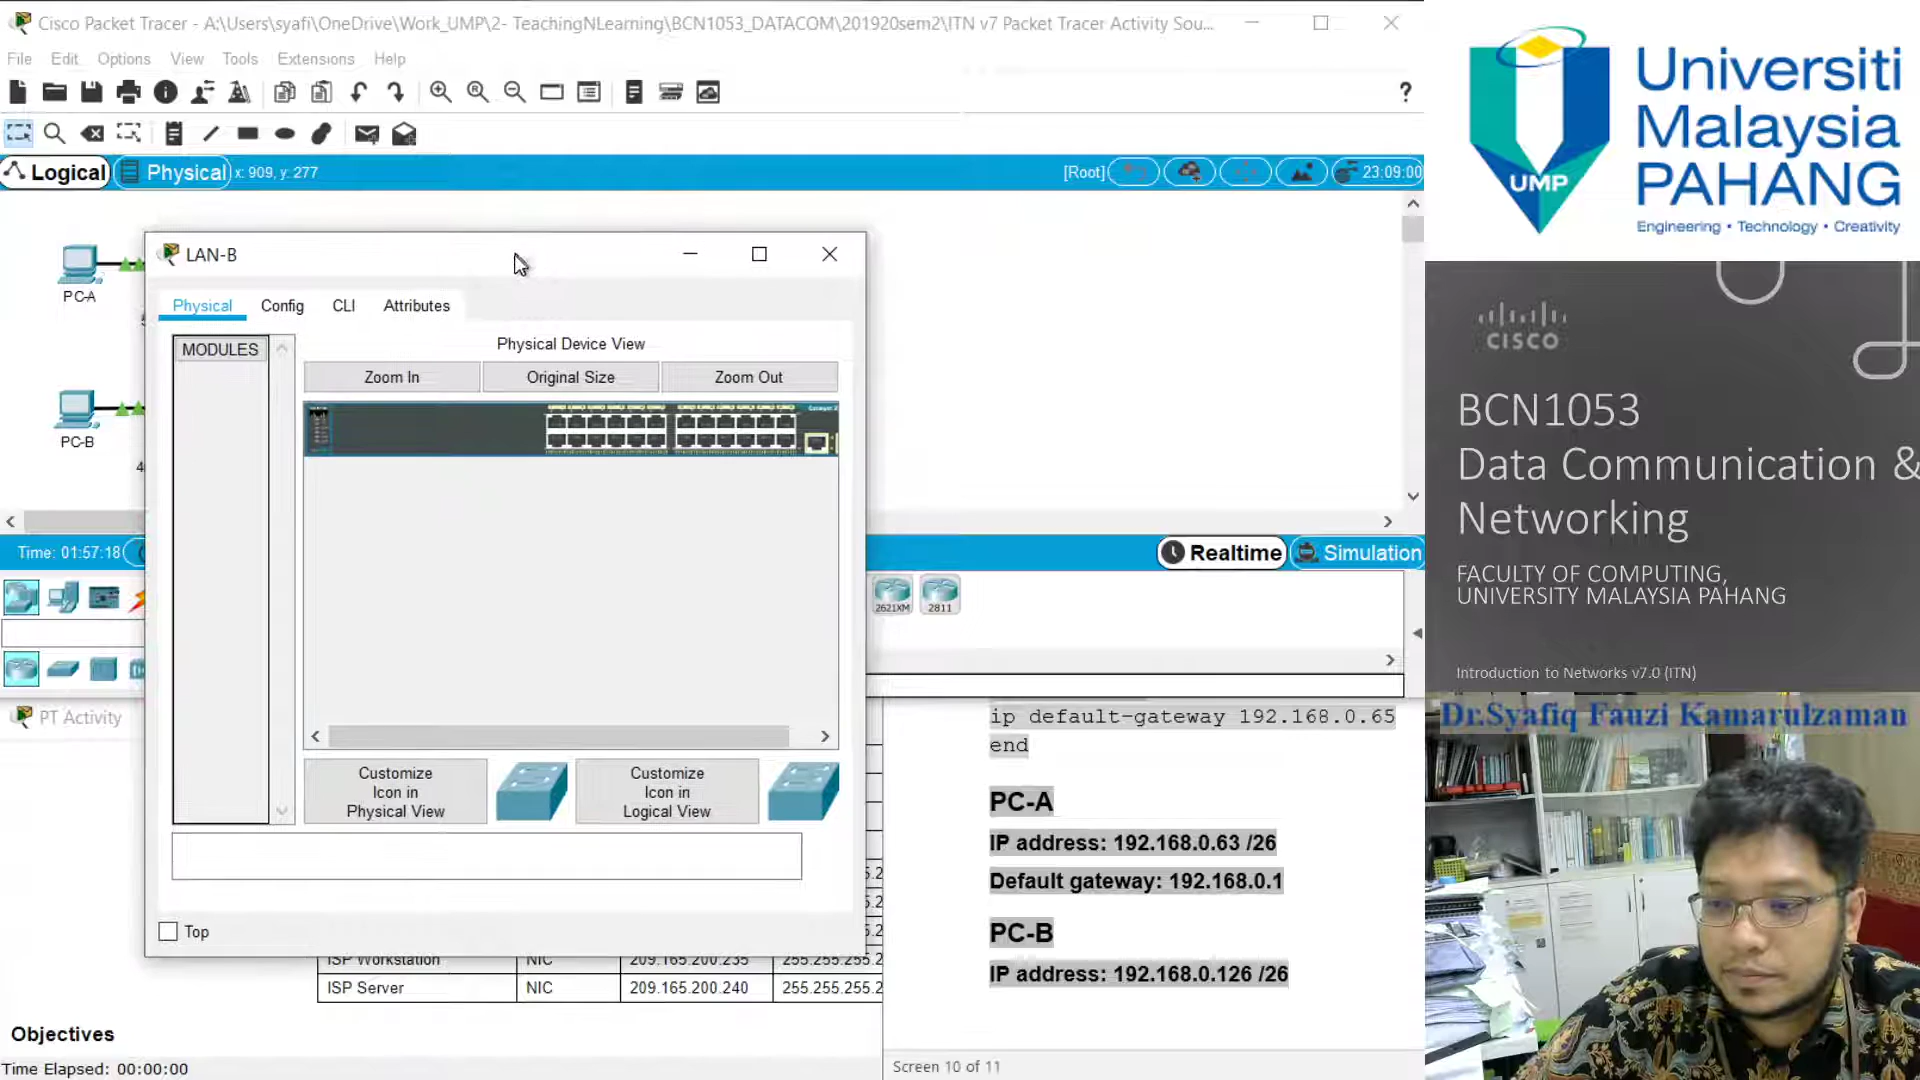 Cisco Packet Tracer - A:\Users\syafi\OneDrive\Work_UMP\2- TeachingNLearning\BCN1053_DATACOM\201920sem2\ITN v7 Packet Tracer Activity Sou...
File Edit Options View Tools Extensions Help
?
Logical Physical x: 909, y: 277 [Root] 23:09:00
PC-A
PC-B
LAN-B
Physical Config CLI Attributes
MODULES
Physical Device View
Zoom In Original Size Zoom Out
Customize Icon in Physical View
Customize Icon in Logical View
Top
Time: 01:57:18
Realtime Simulation
2621XM 2811
PT Activity
ISP Workstation NIC 209.165.200.235 255.255.255.2
ISP Server NIC 209.165.200.240 255.255.255.2
Objectives
Time Elapsed: 00:00:00
ip default-gateway 192.168.0.65
end
PC-A
IP address: 192.168.0.63 /26
Default gateway: 192.168.0.1
PC-B
IP address: 192.168.0.126 /26
Screen 10 of 11
UMP
Universiti
Malaysia
PAHANG
Engineering • Technology • Creativity
CISCO
BCN1053
Data Communication &
Networking
FACULTY OF COMPUTING,
UNIVERSITY MALAYSIA PAHANG
Introduction to Networks v7.0 (ITN)
Dr.Syafiq Fauzi Kamarulzaman